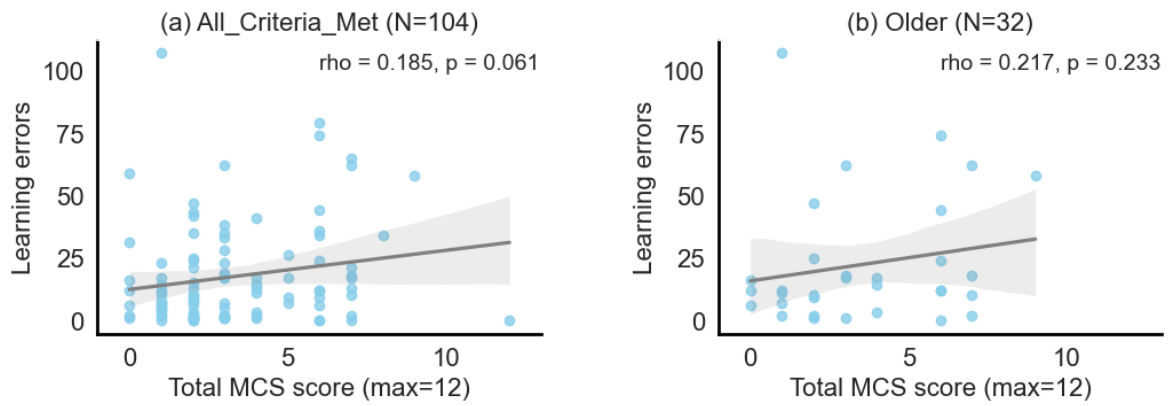 (a) All_Criteria_Met (N=104)
rho = 0.185, p = 0.061
Learning errors
100
75
50
25
0
0 5 10
Total MCS score (max=12)
(b) Older (N=32)
rho = 0.217, p = 0.233
Learning errors
100
75
50
25
0
0 5 10
Total MCS score (max=12)